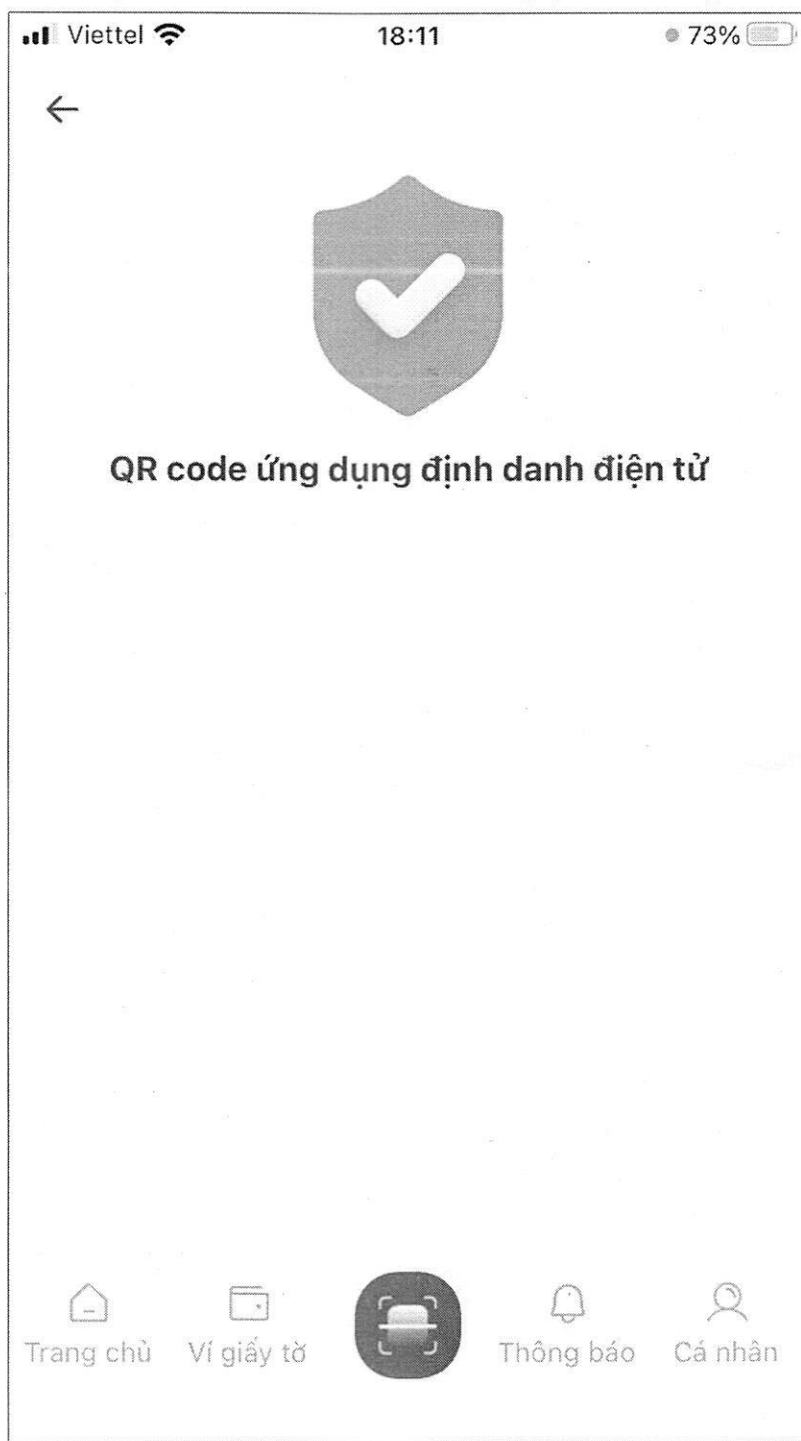 Viettel
18:11
73%
QR code ứng dụng định danh điện tử
Trang chủ
Ví giấy tờ
Thông báo
Cá nhân